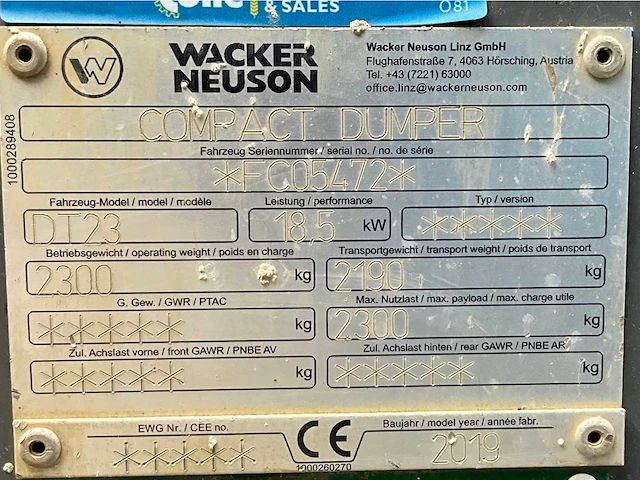 & SALES
081
WACKER
NEUSON
Wacker Neuson Linz GmbH
Flughafenstraße 7, 4063 Hörsching, Austria
Tel. +43 (7221) 63000
office.linz@wackerneuson.com
1000289408
COMPACT DUMPER
Fahrzeug Seriennummer / serial no. / no. de série
*FC05472*
Fahrzeug-Model / model / modèle
Leistung / performance
Typ / version
DT23
18,5 kW
*****
Betriebsgewicht / operating weight / poids en charge
Transportgewicht / transport weight / poids de transport
2300 kg
2190 kg
G. Gew. / GWR / PTAC
Max. Nutzlast / max. payload / max. charge utile
***** kg
2300 kg
Zul. Achslast vorne / front GAWR / PNBE AV
Zul. Achslast hinten / rear GAWR / PNBE AR
***** kg
***** kg
EWG Nr. / CEE no.
CE
Baujahr / model year / année fabr.
*****
2019
1000260270